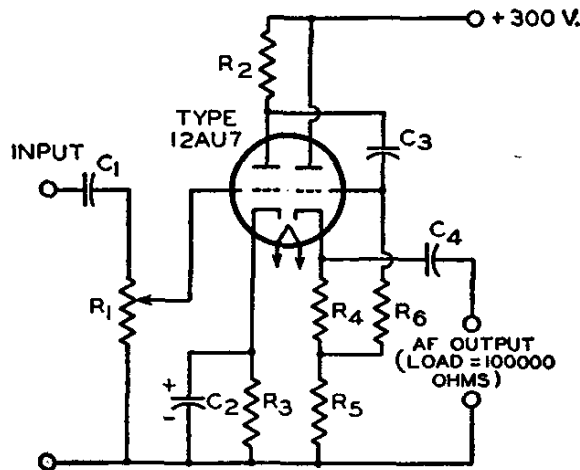 +300 V.
R2
TYPE
12AU7
C3
INPUT
C1
C4
R1
R4
R6
AF OUTPUT
(LOAD = 100000
OHMS)
+
-
C2
R3
R5